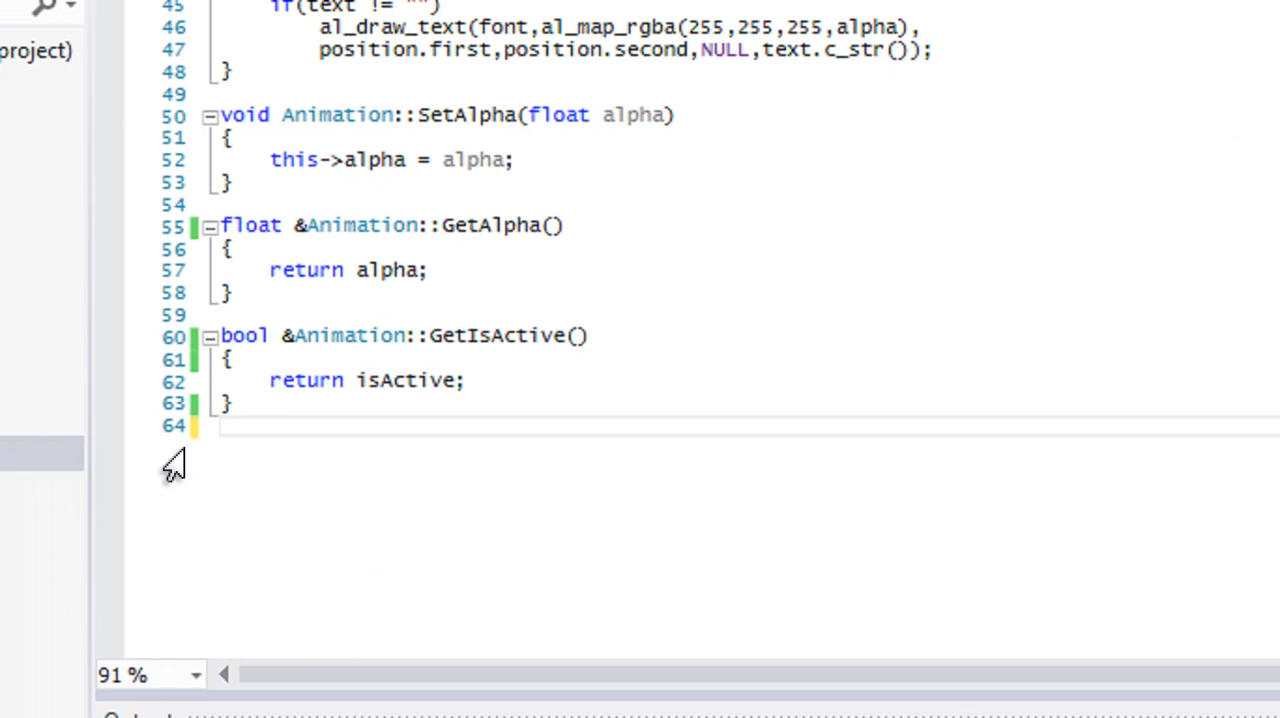 45 if(text != "")
project)
46 al_draw_text(font,al_map_rgba(255,255,255,alpha),
47 position.first,position.second,NULL,text.c_str());
48 }
49
50 void Animation::SetAlpha(float alpha)
51 {
52 this->alpha = alpha;
53 }
54
55 float &Animation::GetAlpha()
56 {
57 return alpha;
58 }
59
60 bool &Animation::GetIsActive()
61 {
62 return isActive;
63 }
64
91 %